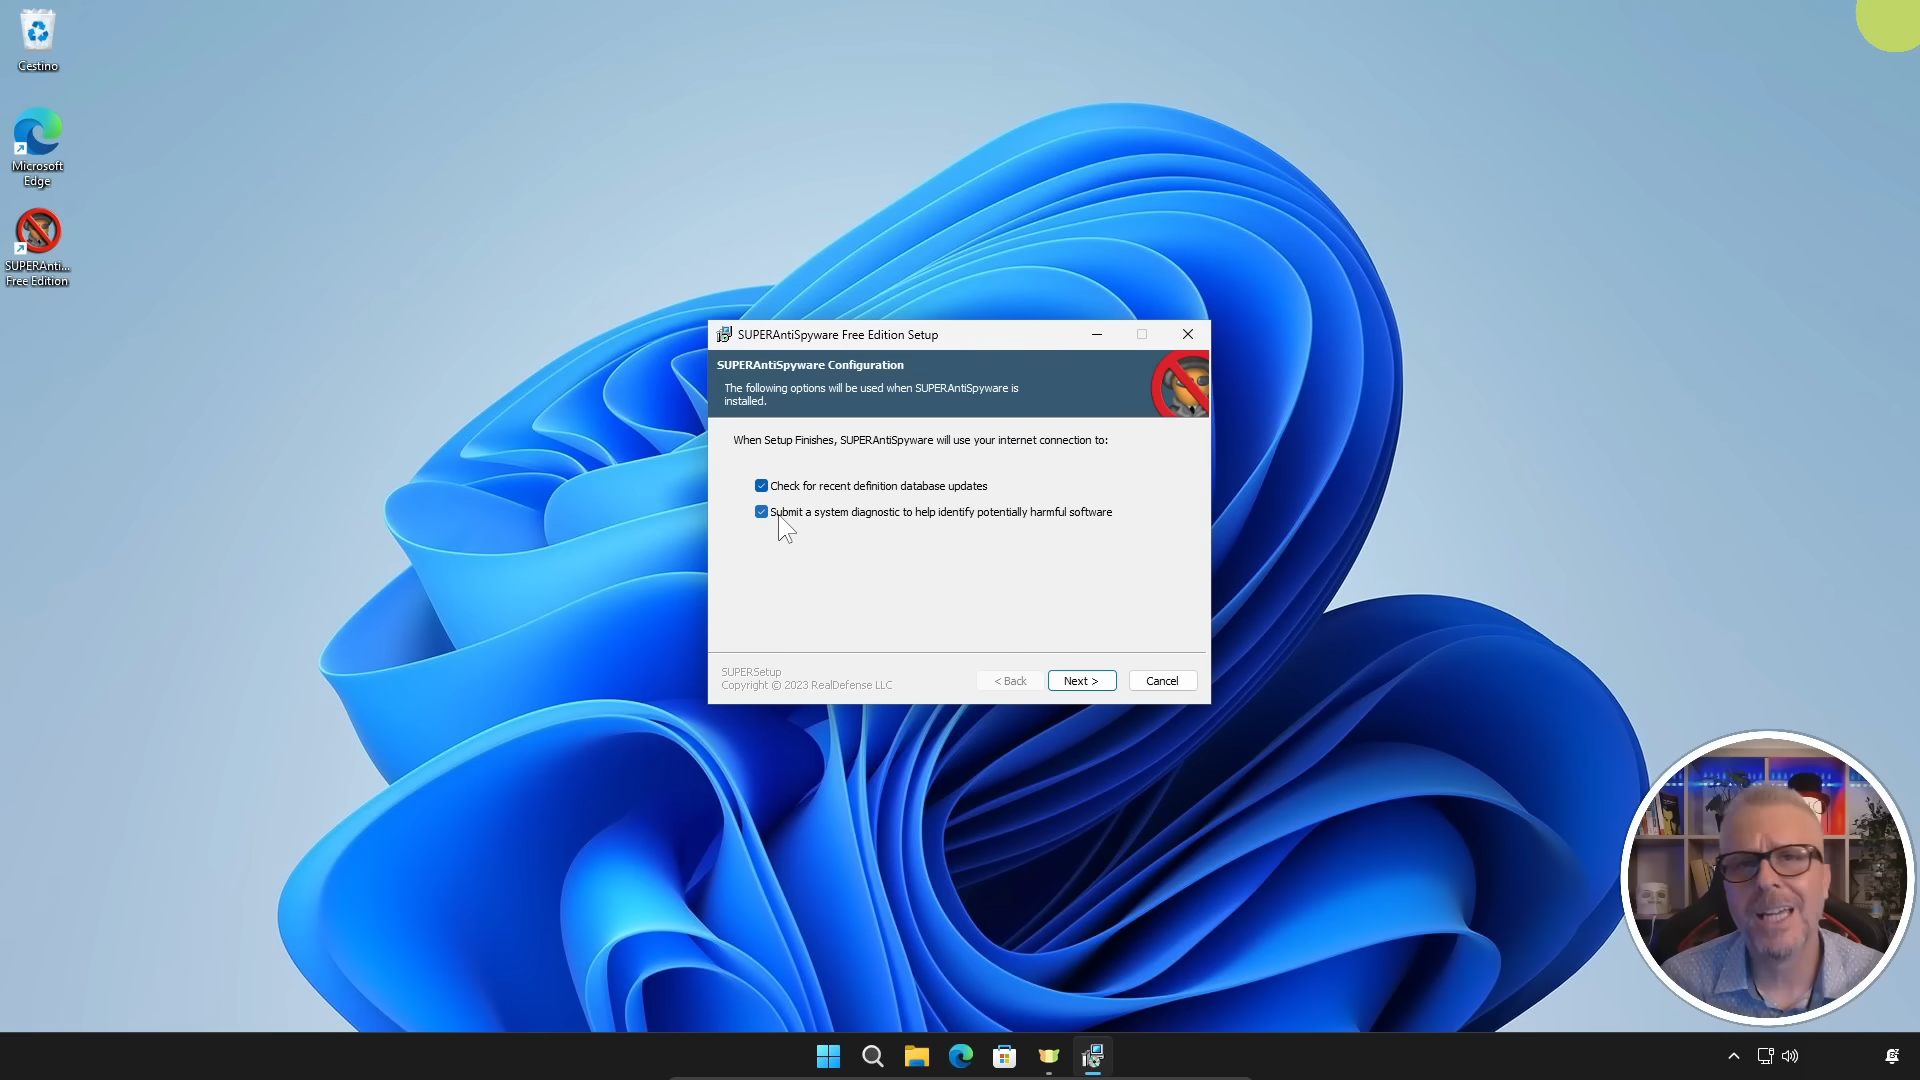 Cestino
Microsoft
Edge
SUPERAnti...
Free Edition
SUPERAntiSpyware Free Edition Setup
SUPERAntiSpyware Configuration
The following options will be used when SUPERAntiSpyware is
installed.
When Setup Finishes, SUPERAntiSpyware will use your internet connection to:
Check for recent definition database updates
Submit a system diagnostic to help identify potentially harmful software
SUPERSetup
Copyright © 2023 RealDefense LLC
< Back
Next >
Cancel